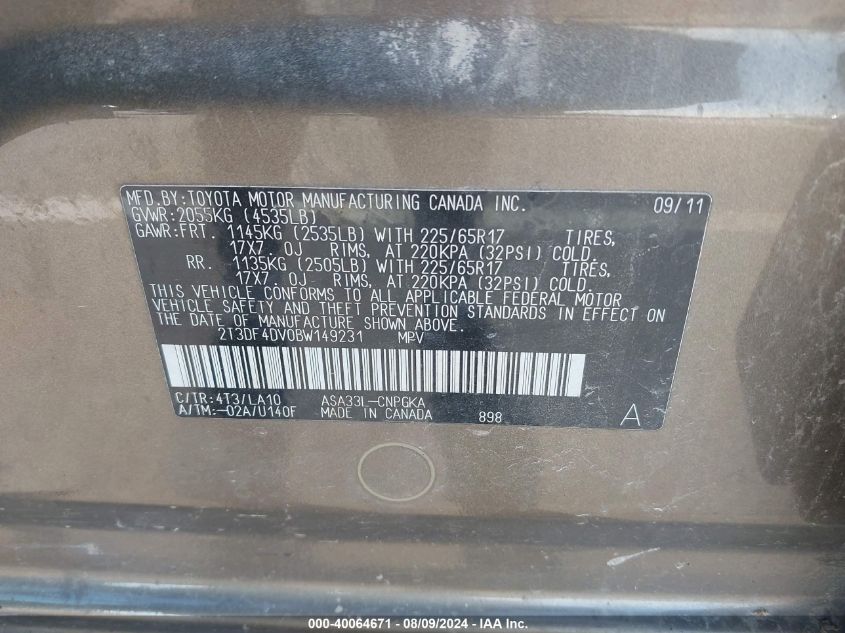 MFD.BY:TOYOTA MOTOR MANUFACTURING CANADA INC. 09/11
GVWR:2055KG (4535LB)
GAWR:FRT. 1145KG (2535LB) WITH 225/65R17 TIRES,
17X7.0J RIMS, AT 220KPA (32PSI) COLD.
RR. 1135KG (2505LB) WITH 225/65R17 TIRES,
17X7.0J RIMS, AT 220KPA (32PSI) COLD.
THIS VEHICLE CONFORMS TO ALL APPLICABLE FEDERAL MOTOR
VEHICLE SAFETY AND THEFT PREVENTION STANDARDS IN EFFECT ON
THE DATE OF MANUFACTURE SHOWN ABOVE.
2T3DF4DV0BW149231 MPV
C/TR:4T3/LA10 ASA33L-CNPGKA
A/TM:-02A/U140F MADE IN CANADA 898 A
000-40064671 - 08/09/2024 - IAA Inc.